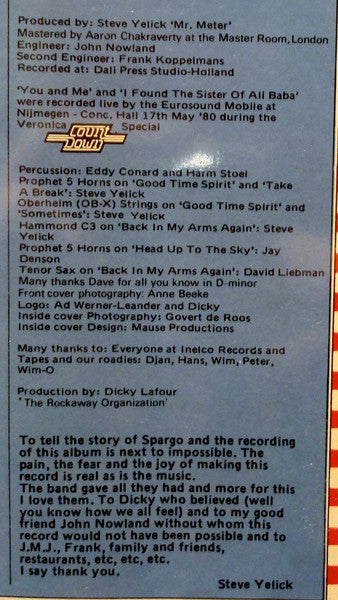 Produced by: Steve Yelick ‘Mr. Meter’
Mastered by Aaron Chakraverty at the Master Room, London
Engineer: John Nowland
Second Engineer: Frank Koppelmans
Recorded at: Dali Press Studio-Holland
‘You and Me’ and ‘I Found The Sister Of Ali Baba’
were recorded live by the Eurosound Mobile at
Nijmegen - Conc. Hall 17th May ’80 during the
Veronica COUNT DOWN Special
Percussion: Eddy Conard and Harm Stoel
Prophet 5 Horns on ‘Good Time Spirit’ and ‘Take
A Break’: Steve Yelick
Oberheim (OB-X) Strings on ‘Good Time Spirit’ and
‘Sometimes’: Steve Yelick
Hammond C3 on ‘Back In My Arms Again’: Steve
Yelick
Prophet 5 Horns on ‘Head Up To The Sky’: Jay
Denson
Tenor Sax on ‘Back In My Arms Again’: David Liebman
Many thanks Dave for all you know in D-minor
Front cover photography: Anne Beeke
Logo: Ad Werner-Leander and Dicky
Inside cover Photography: Govert de Roos
Inside cover Design: Mause Productions
Many thanks to: Everyone at Inelco Records and
Tapes and our roadies: Djan, Hans, Wim, Peter,
Wim-O
Production by: Dicky Lafour
‘The Rockaway Organization’
To tell the story of Spargo and the recording
of this album is next to impossible. The
pain, the fear and the joy of making this
record is real as is the music.
The band gave all they had and more for this
I love them. To Dicky who believed (well
you know how we all feel) and to my good
friend John Nowland without whom this
record would not have been possible and to
J.M.J., Frank, family and friends,
restaurants, etc, etc, etc.
I say thank you.
Steve Yelick